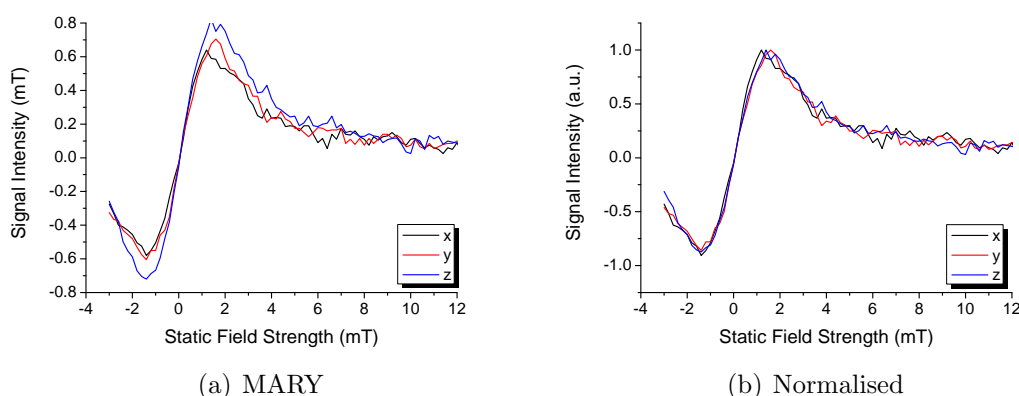 0.8
0.6
0.4
0.2
0.0
-0.2
-0.4
-0.6
-0.8
Signal Intensity (mT)
-4 -2 0 2 4 6 8 10 12
Static Field Strength (mT)
x
y
z
(a) MARY
1.0
0.5
0.0
-0.5
-1.0
Signal Intensity (a.u.)
-4 -2 0 2 4 6 8 10 12
Static Field Strength (mT)
x
y
z
(b) Normalised